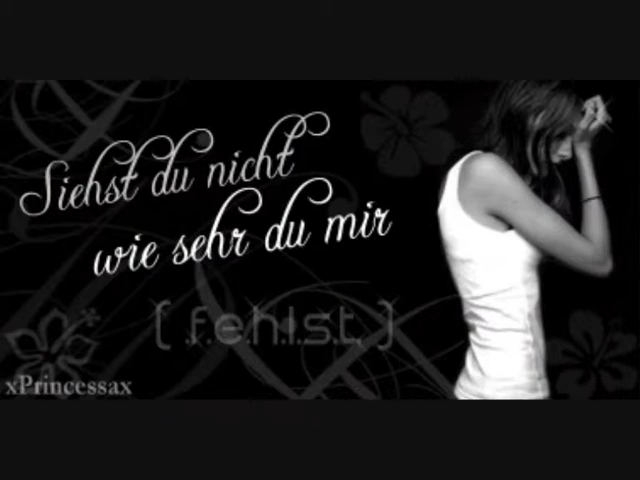 Siehst du nicht
wie sehr du mir
[ .f.e.h.l.s.t. ]
xPrincessax